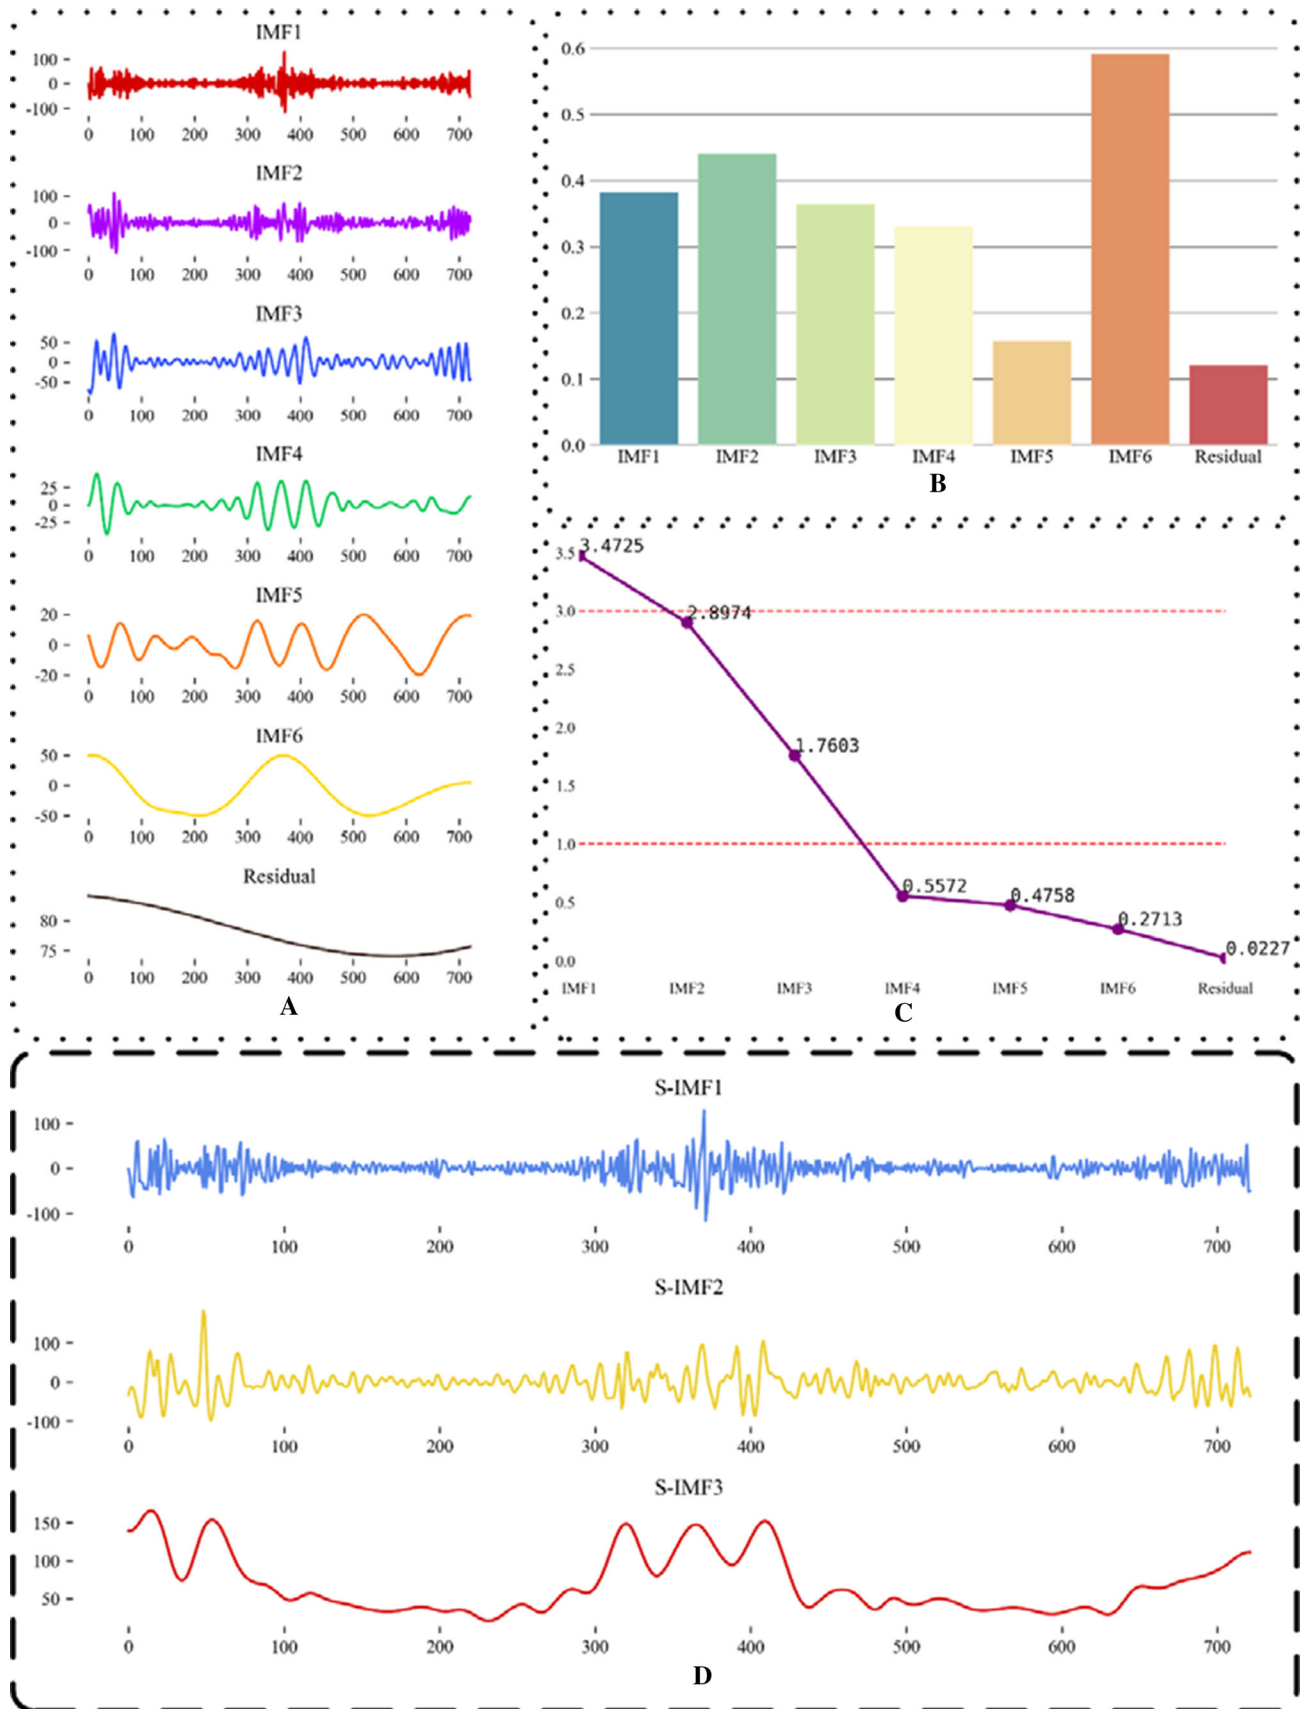 IMF1
100
0
-100
0 100 200 300 400 500 600 700
IMF2
100
0
-100
0 100 200 300 400 500 600 700
IMF3
50
0
-50
0 100 200 300 400 500 600 700
IMF4
25
0
-25
0 100 200 300 400 500 600 700
IMF5
20
0
-20
0 100 200 300 400 500 600 700
IMF6
50
0
-50
0 100 200 300 400 500 600 700
Residual
80
75
0 100 200 300 400 500 600 700
A
0.6
0.5
0.4
0.3
0.2
0.1
0.0
IMF1 IMF2 IMF3 IMF4 IMF5 IMF6 Residual
B
3.5 3.4725
3.0 2.8974
2.5
2.0
1.7603
1.5
1.0
0.5572
0.5 0.4758
0.2713
0.0 0.0227
IMF1 IMF2 IMF3 IMF4 IMF5 IMF6 Residual
C
S-IMF1
100
0
-100
0 100 200 300 400 500 600 700
S-IMF2
100
0
-100
0 100 200 300 400 500 600 700
S-IMF3
150
100
50
0 100 200 300 400 500 600 700
D